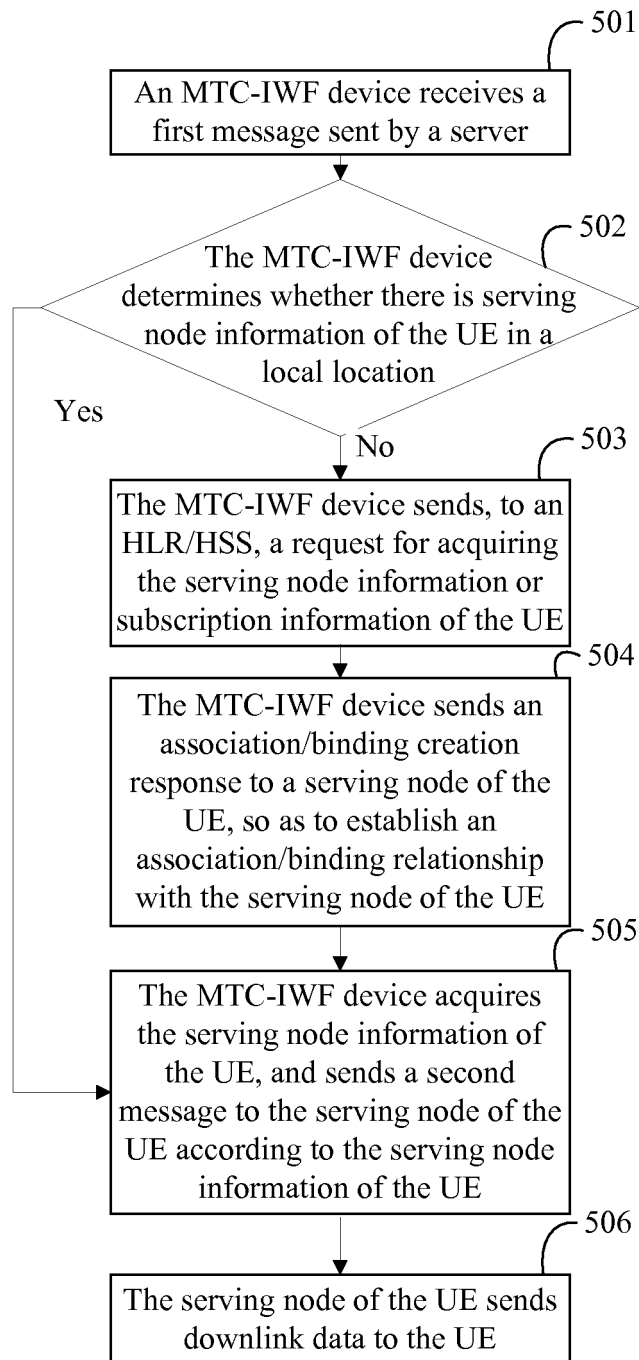 501
An MTC-IWF device receives a
first message sent by a server
502
The MTC-IWF device
determines whether there is serving
node information of the UE in a
local location
Yes
No
503
The MTC-IWF device sends, to an
HLR/HSS, a request for acquiring
the serving node information or
subscription information of the UE
504
The MTC-IWF device sends an
association/binding creation
response to a serving node of the
UE, so as to establish an
association/binding relationship
with the serving node of the UE
505
The MTC-IWF device acquires
the serving node information of
the UE, and sends a second
message to the serving node of the
UE according to the serving node
information of the UE
506
The serving node of the UE sends
downlink data to the UE